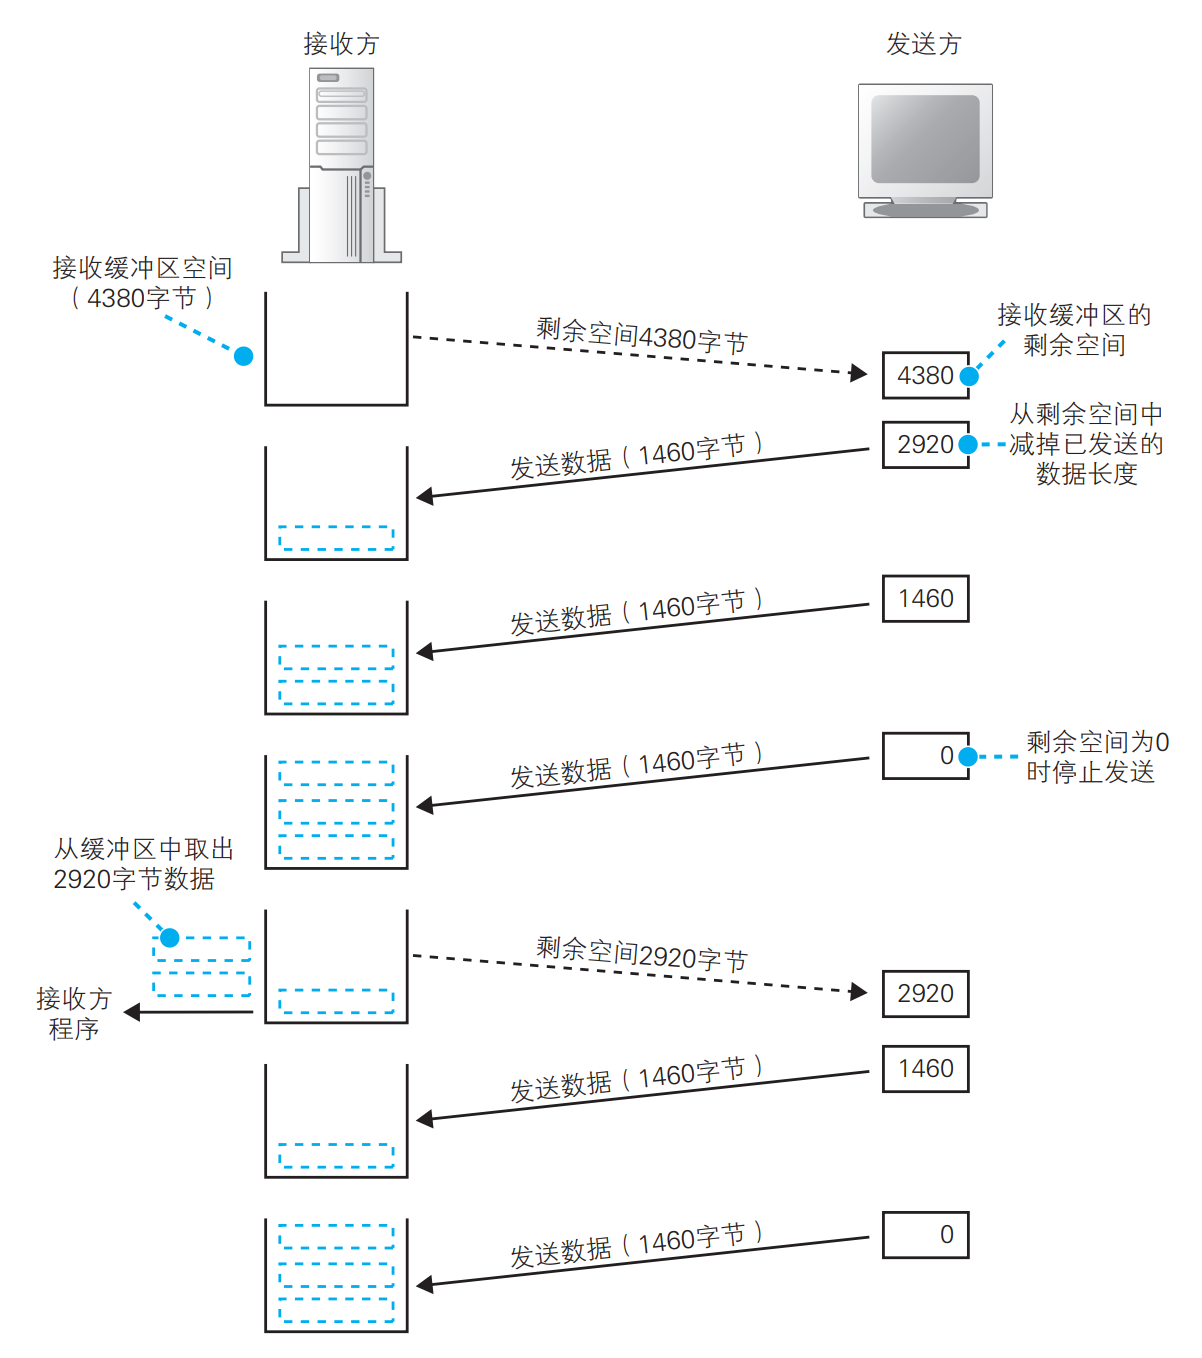 接收方
发送方
接收缓冲区空间
（4380字节）
剩余空间4380字节
接收缓冲区的
剩余空间
4380
从剩余空间中
减掉已发送的
数据长度
2920
发送数据（1460字节）
1460
发送数据（1460字节）
0
剩余空间为0
时停止发送
发送数据（1460字节）
从缓冲区中取出
2920字节数据
剩余空间2920字节
2920
接收方
程序
1460
发送数据（1460字节）
0
发送数据（1460字节）